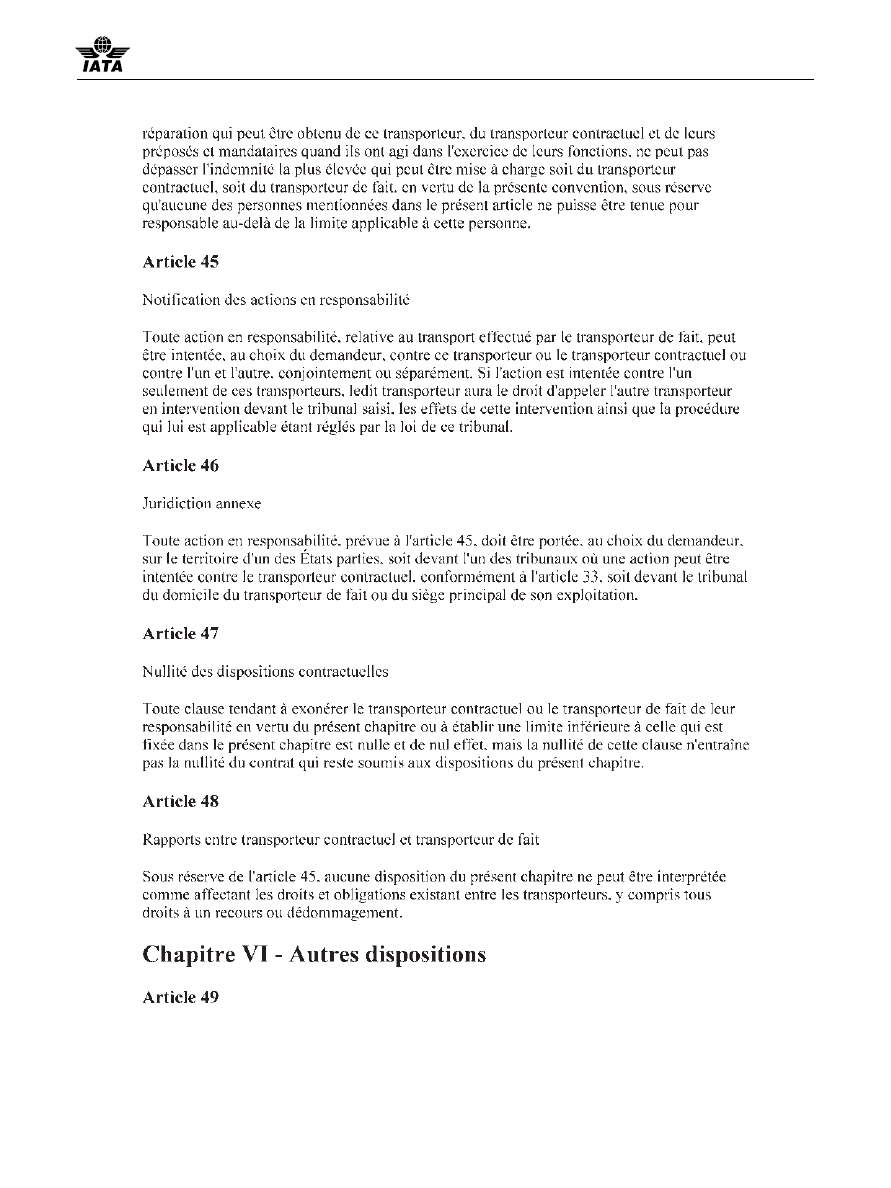 IATA
réparation qui peut être obtenu de ce transporteur, du transporteur contractuel et de leurs
préposés et mandataires quand ils ont agi dans l'exercice de leurs fonctions, ne peut pas
dépasser l'indemnité la plus élevée qui peut être mise à charge soit du transporteur
contractuel, soit du transporteur de fait, en vertu de la présente convention, sous réserve
qu'aucune des personnes mentionnées dans le présent article ne puisse être tenue pour
responsable au-delà de la limite applicable à cette personne.
Article 45
Notification des actions en responsabilité
Toute action en responsabilité, relative au transport effectué par le transporteur de fait, peut
être intentée, au choix du demandeur, contre ce transporteur ou le transporteur contractuel ou
contre l'un et l'autre, conjointement ou séparément. Si l'action est intentée contre l'un
seulement de ces transporteurs, ledit transporteur aura le droit d'appeler l'autre transporteur
en intervention devant le tribunal saisi, les effets de cette intervention ainsi que la procédure
qui lui est applicable étant réglés par la loi de ce tribunal.
Article 46
Juridiction annexe
Toute action en responsabilité, prévue à l'article 45, doit être portée, au choix du demandeur,
sur le territoire d'un des États parties, soit devant l'un des tribunaux où une action peut être
intentée contre le transporteur contractuel, conformément à l'article 33, soit devant le tribunal
du domicile du transporteur de fait ou du siège principal de son exploitation.
Article 47
Nullité des dispositions contractuelles
Toute clause tendant à exonérer le transporteur contractuel ou le transporteur de fait de leur
responsabilité en vertu du présent chapitre ou à établir une limite inférieure à celle qui est
fixée dans le présent chapitre est nulle et de nul effet, mais la nullité de cette clause n'entraîne
pas la nullité du contrat qui reste soumis aux dispositions du présent chapitre.
Article 48
Rapports entre transporteur contractuel et transporteur de fait
Sous réserve de l'article 45, aucune disposition du présent chapitre ne peut être interprétée
comme affectant les droits et obligations existant entre les transporteurs, y compris tous
droits à un recours ou dédommagement.
Chapitre VI - Autres dispositions
Article 49